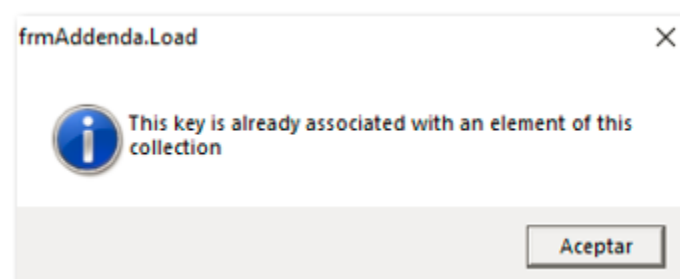 frmAddenda.Load
This key is already associated with an element of this
collection
Aceptar